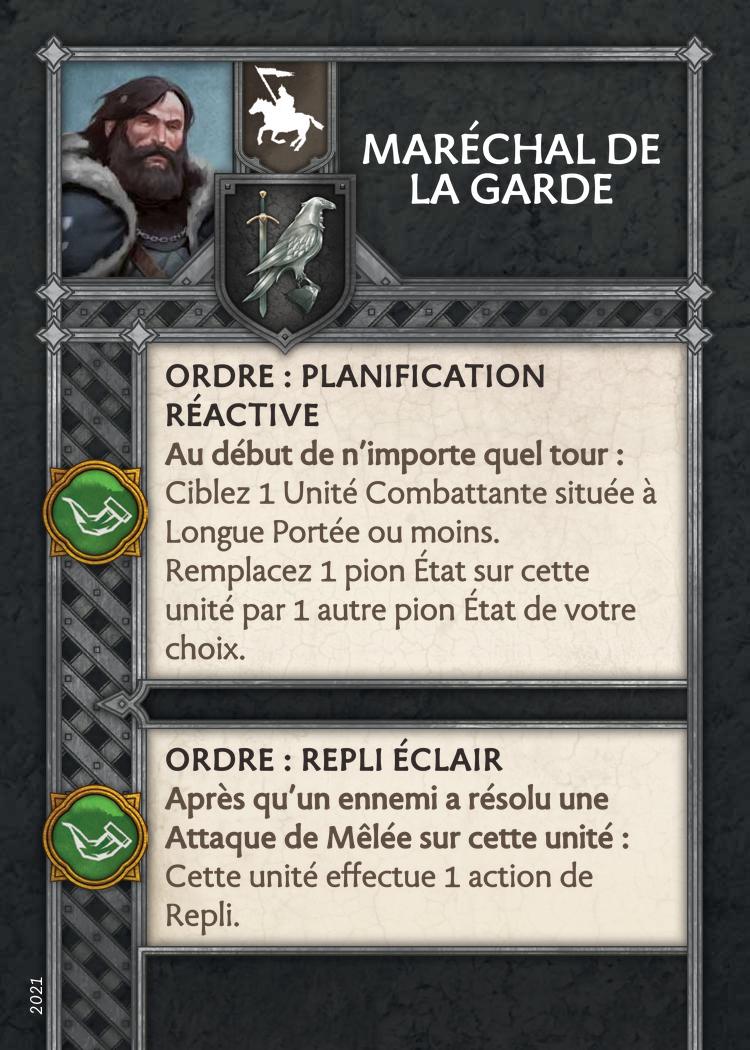 MARÉCHAL DE
LA GARDE
ORDRE : PLANIFICATION
RÉACTIVE
Au début de n'importe quel tour :
Ciblez 1 Unité Combattante située à
Longue Portée ou moins.
Remplacez 1 pion État sur cette
unité par 1 autre pion État de votre
choix.
ORDRE : REPLI ÉCLAIR
Après qu'un ennemi a résolu une
Attaque de Mêlée sur cette unité :
Cette unité effectue 1 action de
Repli.
2021